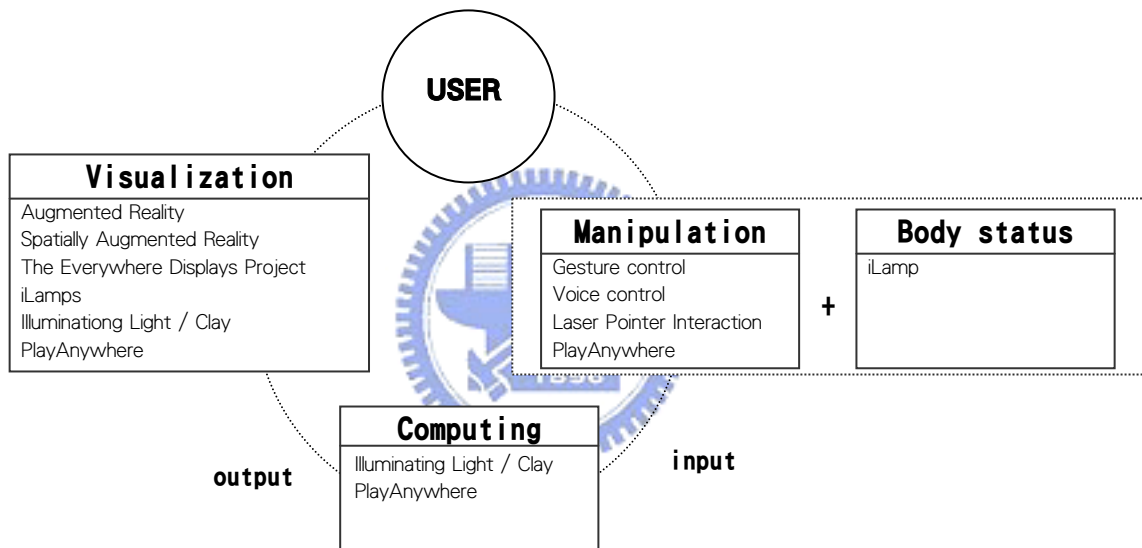 USER
Visualization
Augmented Reality
Spatially Augmented Reality
The Everywhere Displays Project
iLamps
Illuminationg Light / Clay
PlayAnywhere
Manipulation
Gesture control
Voice control
Laser Pointer Interaction
PlayAnywhere
+
Body status
iLamp
Computing
Illuminating Light / Clay
PlayAnywhere
output
input
1896